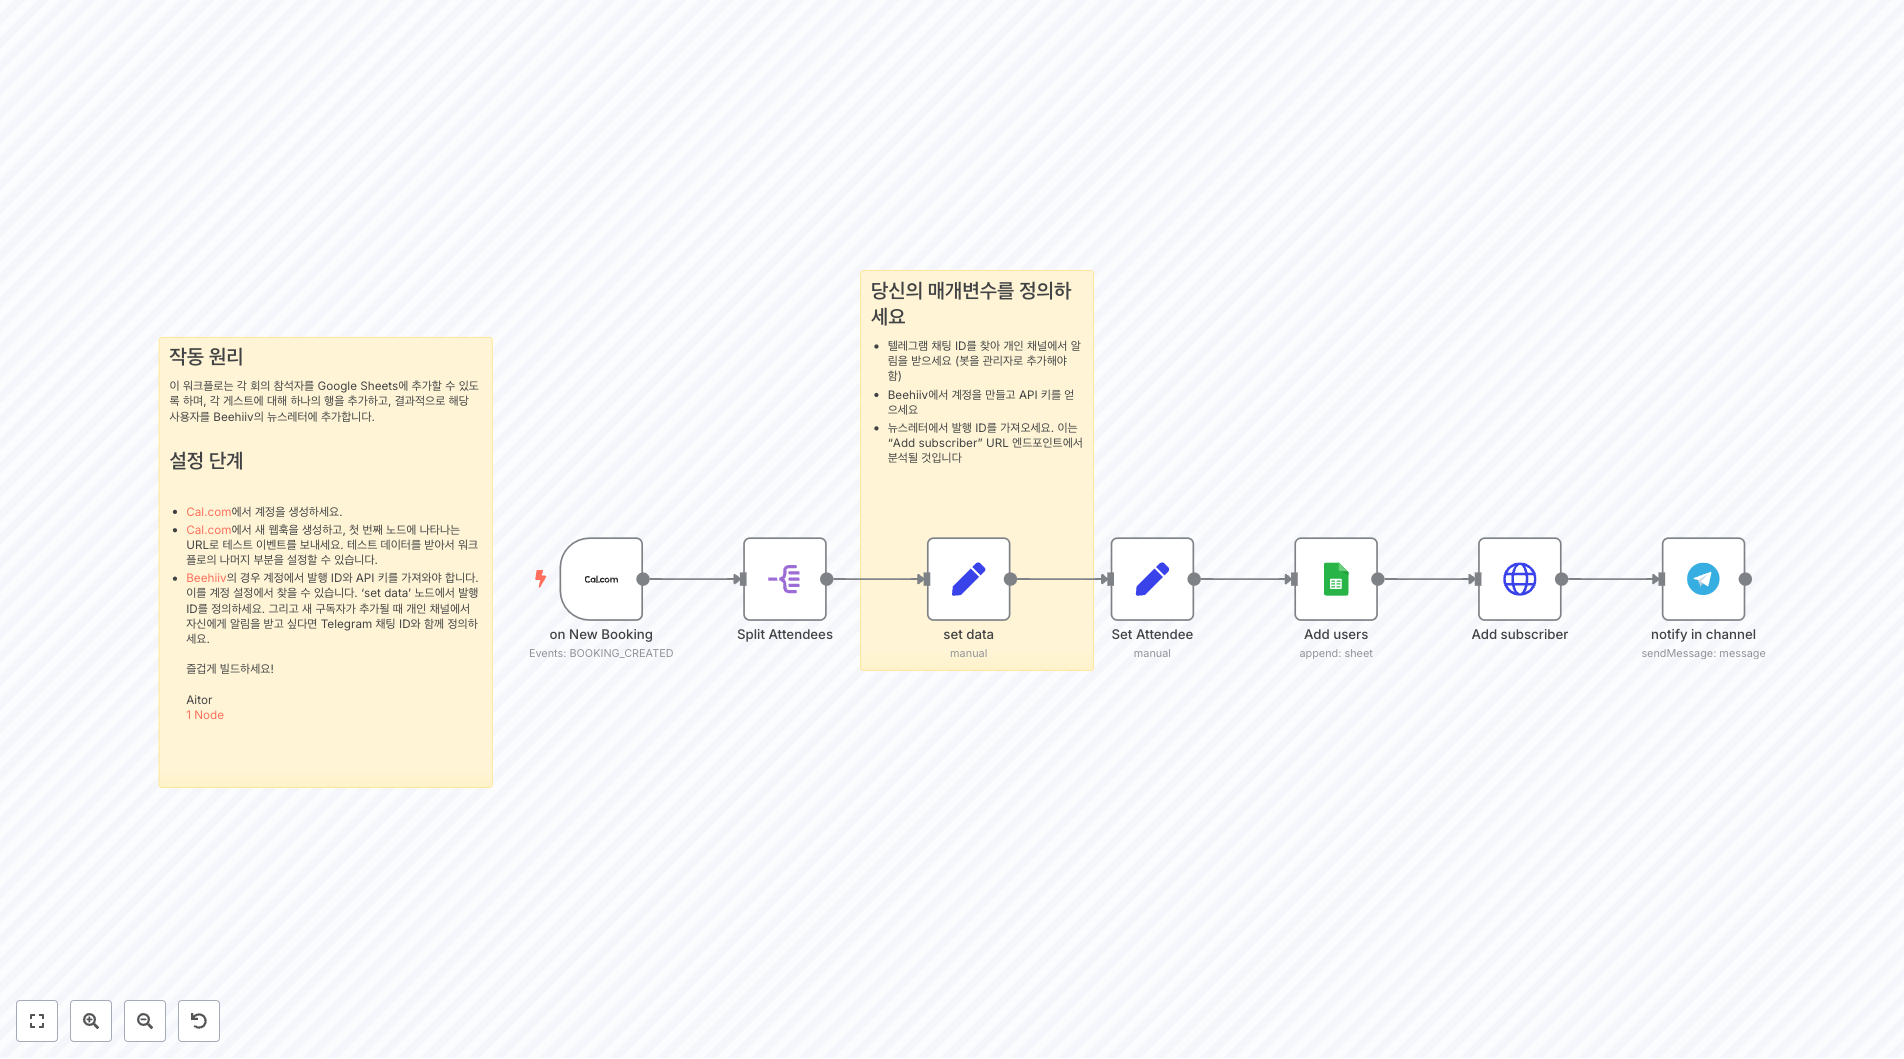 작동 원리
이 워크플로는 각 회의 참석자를 Google Sheets에 추가할 수 있도
록 하며, 각 게스트에 대해 하나의 행을 추가하고, 결과적으로 해당
사용자를 Beehiiv의 뉴스레터에 추가합니다.
설정 단계
Cal.com에서 계정을 생성하세요.
Cal.com에서 새 웹훅을 생성하고, 첫 번째 노드에 나타나는
URL로 테스트 이벤트를 보내세요. 테스트 데이터를 받아서 워크
플로의 나머지 부분을 설정할 수 있습니다.
Beehiiv의 경우 계정에서 발행 ID와 API 키를 가져와야 합니다.
이를 계정 설정에서 찾을 수 있습니다. ‘set data’ 노드에서 발행
ID를 정의하세요. 그리고 새 구독자가 추가될 때 개인 채널에서
자신에게 알림을 받고 싶다면 Telegram 채팅 ID와 함께 정의하
세요.
즐겁게 빌드하세요!
Aitor
1 Node
당신의 매개변수를 정의하
세요
텔레그램 채팅 ID를 찾아 개인 채널에서 알
림을 받으세요 (봇을 관리자로 추가해야
함)
Beehiiv에서 계정을 만들고 API 키를 얻
으세요
뉴스레터에서 발행 ID를 가져오세요. 이는
“Add subscriber” URL 엔드포인트에서
분석될 것입니다
Cal.com
on New Booking
Events: BOOKING_CREATED
Split Attendees
set data
manual
Set Attendee
manual
Add users
append: sheet
Add subscriber
notify in channel
sendMessage: message